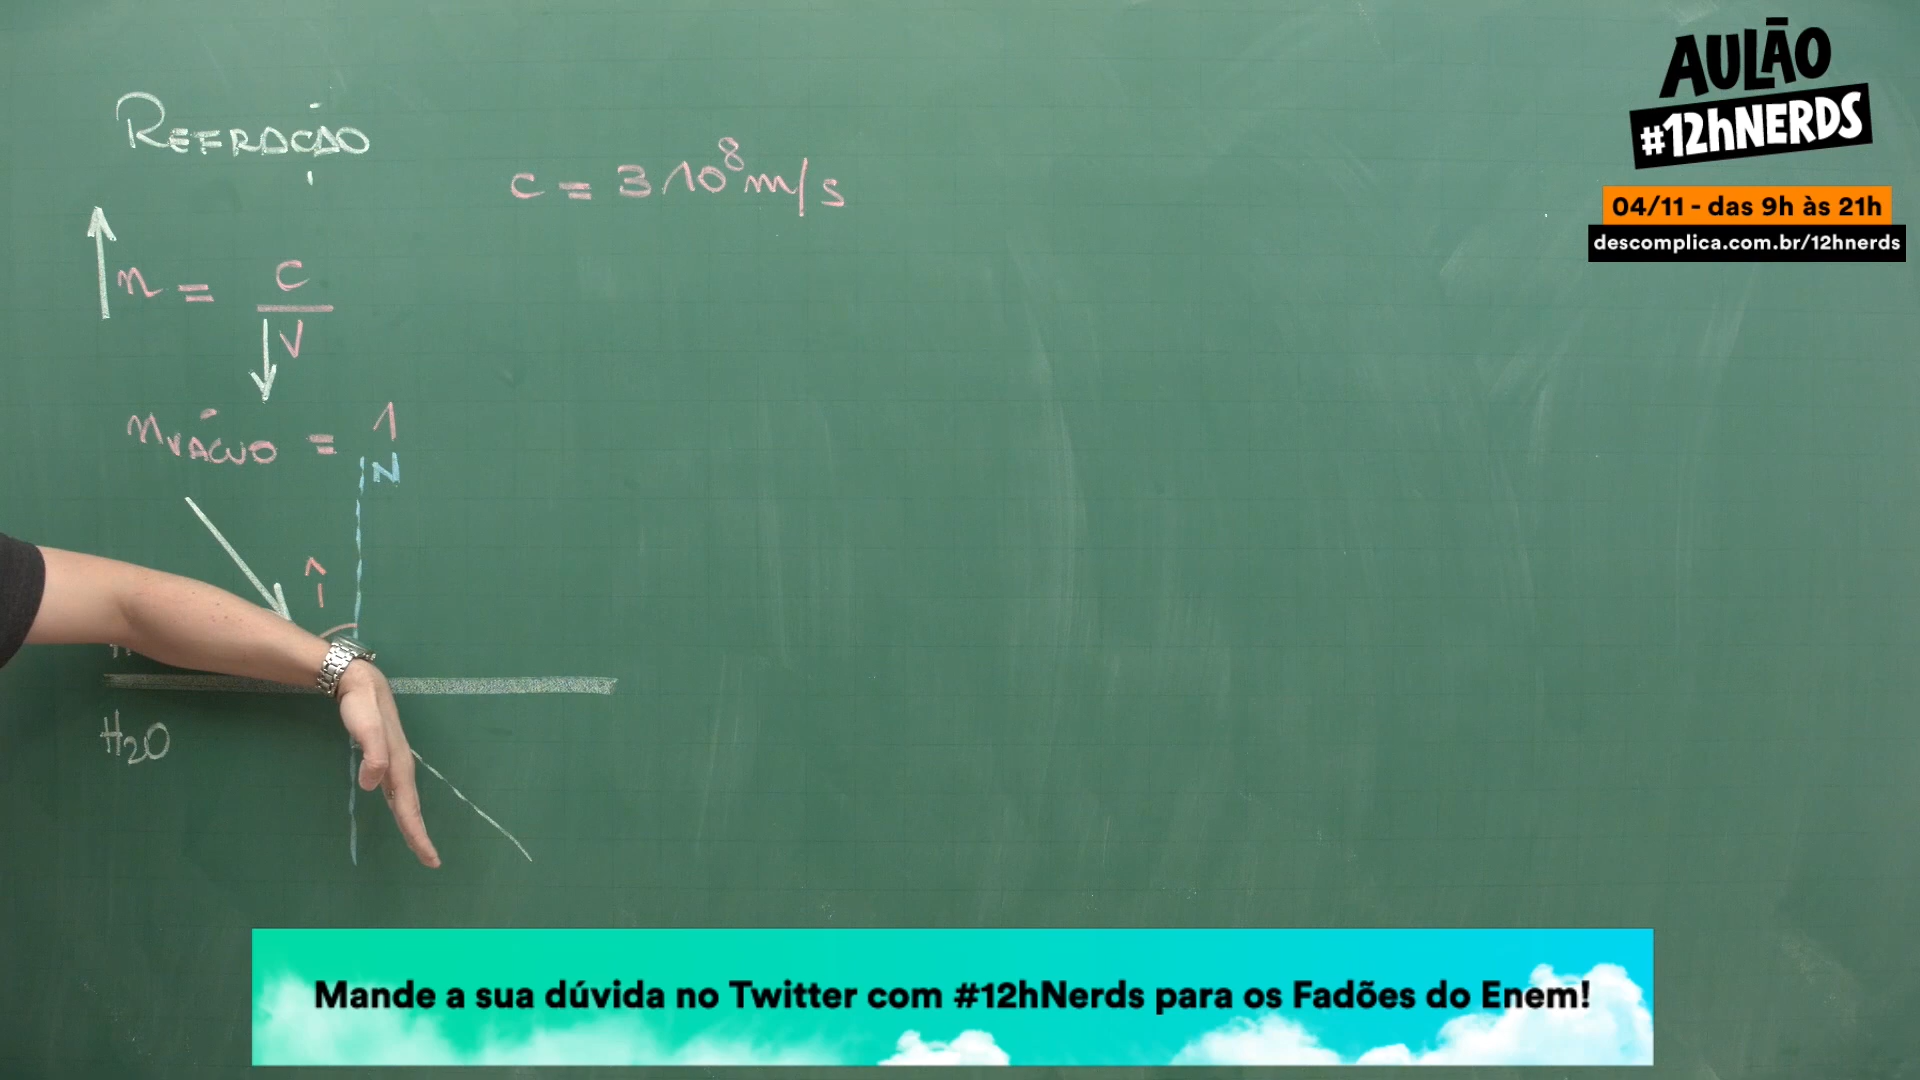 REFRAÇÃO
c = 3 10⁸ m/s
n = c
v
nVÁCUO = 1
N
î
H₂O
AULÃO
#12hNERDS
04/11 - das 9h às 21h
descomplica.com.br/12hnerds
Mande a sua dúvida no Twitter com #12hNerds para os Fadões do Enem!